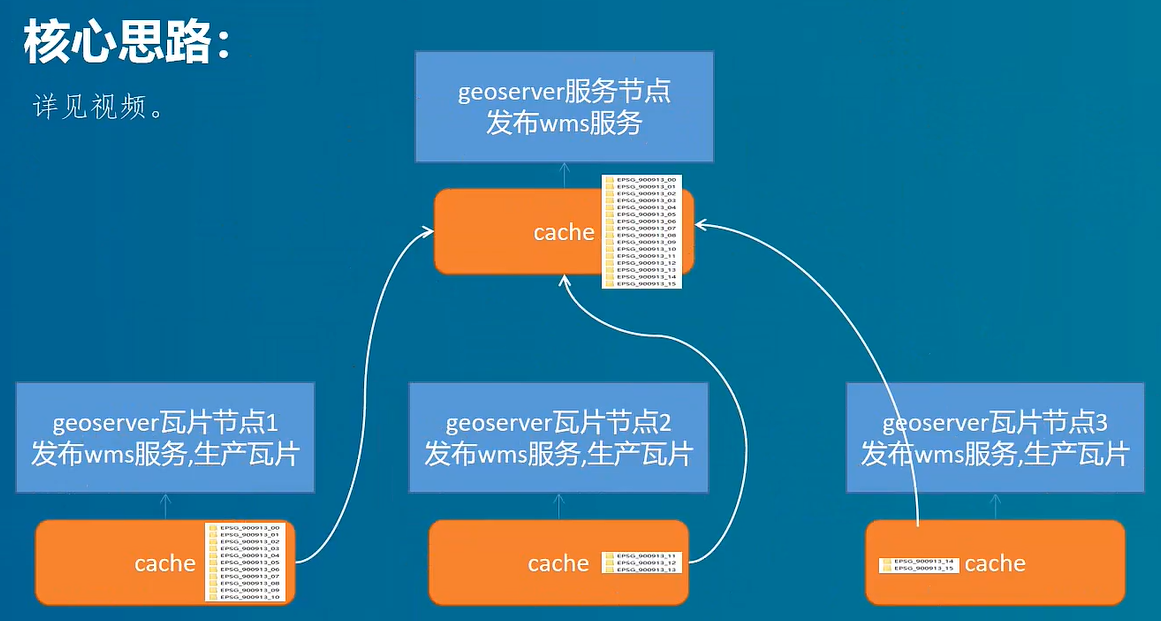 核心思路：
详见视频。
geoserver服务节点
发布wms服务
cache
EPSG_900913_00
EPSG_900913_01
EPSG_900913_02
EPSG_900913_03
EPSG_900913_04
EPSG_900913_05
EPSG_900913_06
EPSG_900913_07
EPSG_900913_08
EPSG_900913_09
EPSG_900913_10
EPSG_900913_11
EPSG_900913_12
EPSG_900913_13
EPSG_900913_14
EPSG_900913_15
geoserver瓦片节点1
发布wms服务,生产瓦片
cache
EPSG_900913_00
EPSG_900913_01
EPSG_900913_02
EPSG_900913_03
EPSG_900913_04
EPSG_900913_05
EPSG_900913_06
EPSG_900913_07
EPSG_900913_08
EPSG_900913_09
EPSG_900913_10
geoserver瓦片节点2
发布wms服务,生产瓦片
cache
EPSG_900913_11
EPSG_900913_12
EPSG_900913_13
geoserver瓦片节点3
发布wms服务,生产瓦片
EPSG_900913_14
EPSG_900913_15
cache